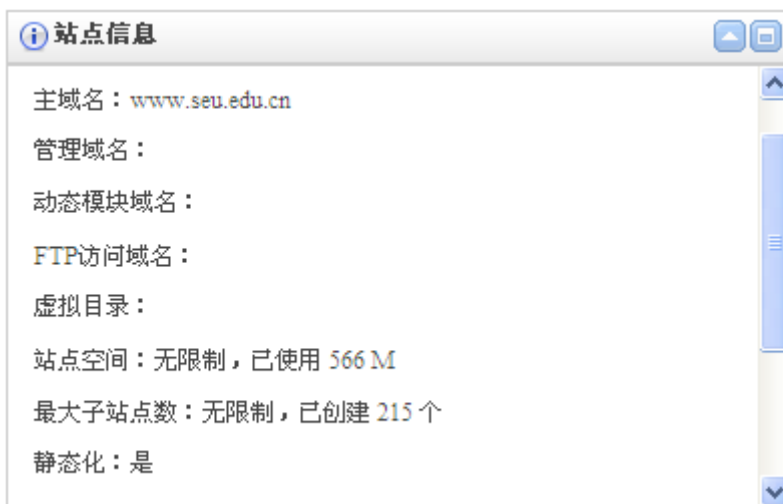 站点信息
主域名：www.seu.edu.cn
管理域名：
动态模块域名：
FTP访问域名：
虚拟目录：
站点空间：无限制，已使用 566 M
最大子站点数：无限制，已创建 215 个
静态化：是